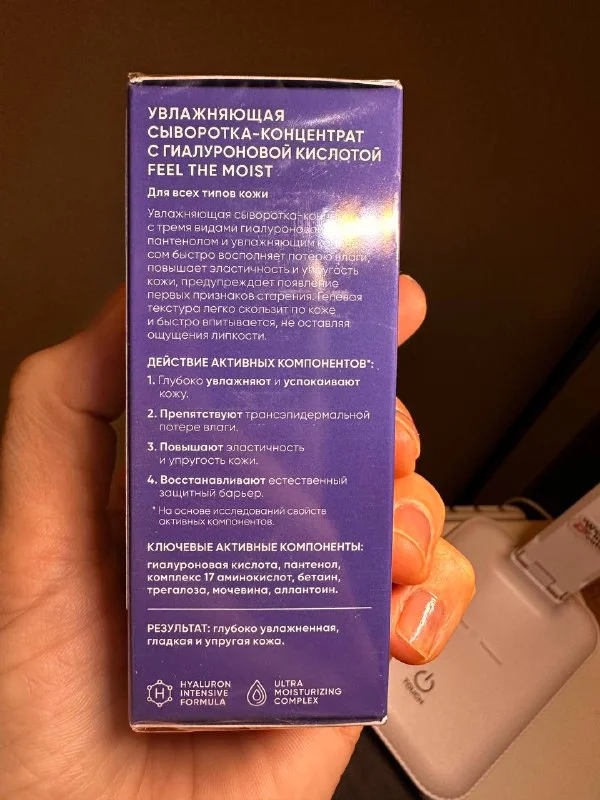 УВЛАЖНЯЮЩАЯ
СЫВОРОТКА-КОНЦЕНТРАТ
С ГИАЛУРОНОВОЙ КИСЛОТОЙ
FEEL THE MOIST
Для всех типов кожи
Увлажняющая сыворотка-
с тремя видами
пантенолом и увлажняющим
сом быстро восполняет потерю влаги,
повышает эластичность и упругость
кожи, предупреждает появление
первых признаков старения. Гелевая
текстура легко скользит по коже
и быстро впитывается, не оставляя
ощущения липкости.
ДЕЙСТВИЕ АКТИВНЫХ КОМПОНЕНТОВ*:
1. Глубоко увлажняют и успокаивают
кожу.
2. Препятствуют трансэпидермальной
потере влаги.
3. Повышают эластичность
и упругость кожи.
4. Восстанавливают естественный
защитный барьер.
* На основе исследований свойств
активных компонентов.
КЛЮЧЕВЫЕ АКТИВНЫЕ КОМПОНЕНТЫ:
гиалуроновая кислота, пантенол,
комплекс 17 аминокислот, бетаин,
трегалоза, мочевина, аллантоин.
РЕЗУЛЬТАТ: глубоко увлажненная,
гладкая и упругая кожа.
H
HYALURON
INTENSIVE
FORMULA
ULTRA
MOISTURIZING
COMPLEX
TOUCH